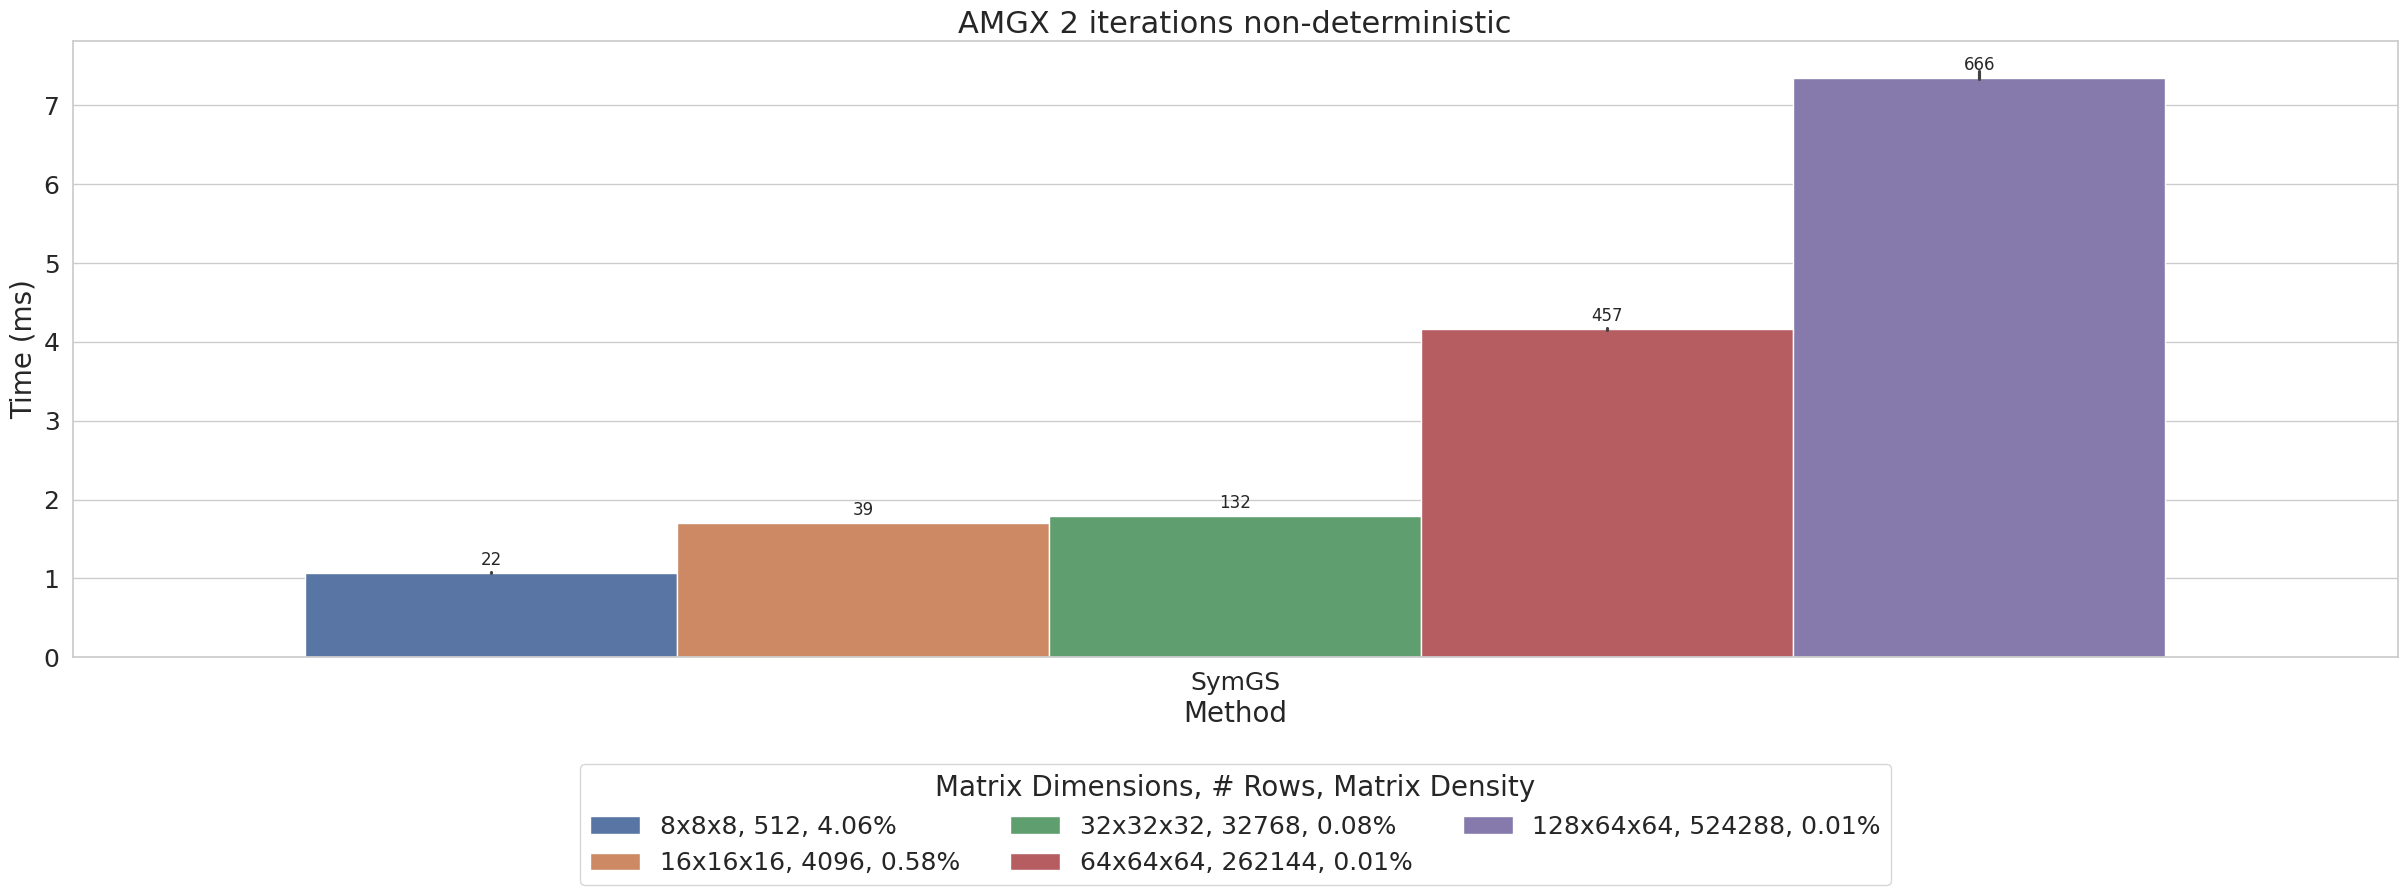 AMGX 2 iterations non-deterministic
Time (ms)
7
6
5
4
3
2
1
0
22
39
132
457
666
SymGS
Method
Matrix Dimensions, # Rows, Matrix Density
8x8x8, 512, 4.06%
16x16x16, 4096, 0.58%
32x32x32, 32768, 0.08%
64x64x64, 262144, 0.01%
128x64x64, 524288, 0.01%